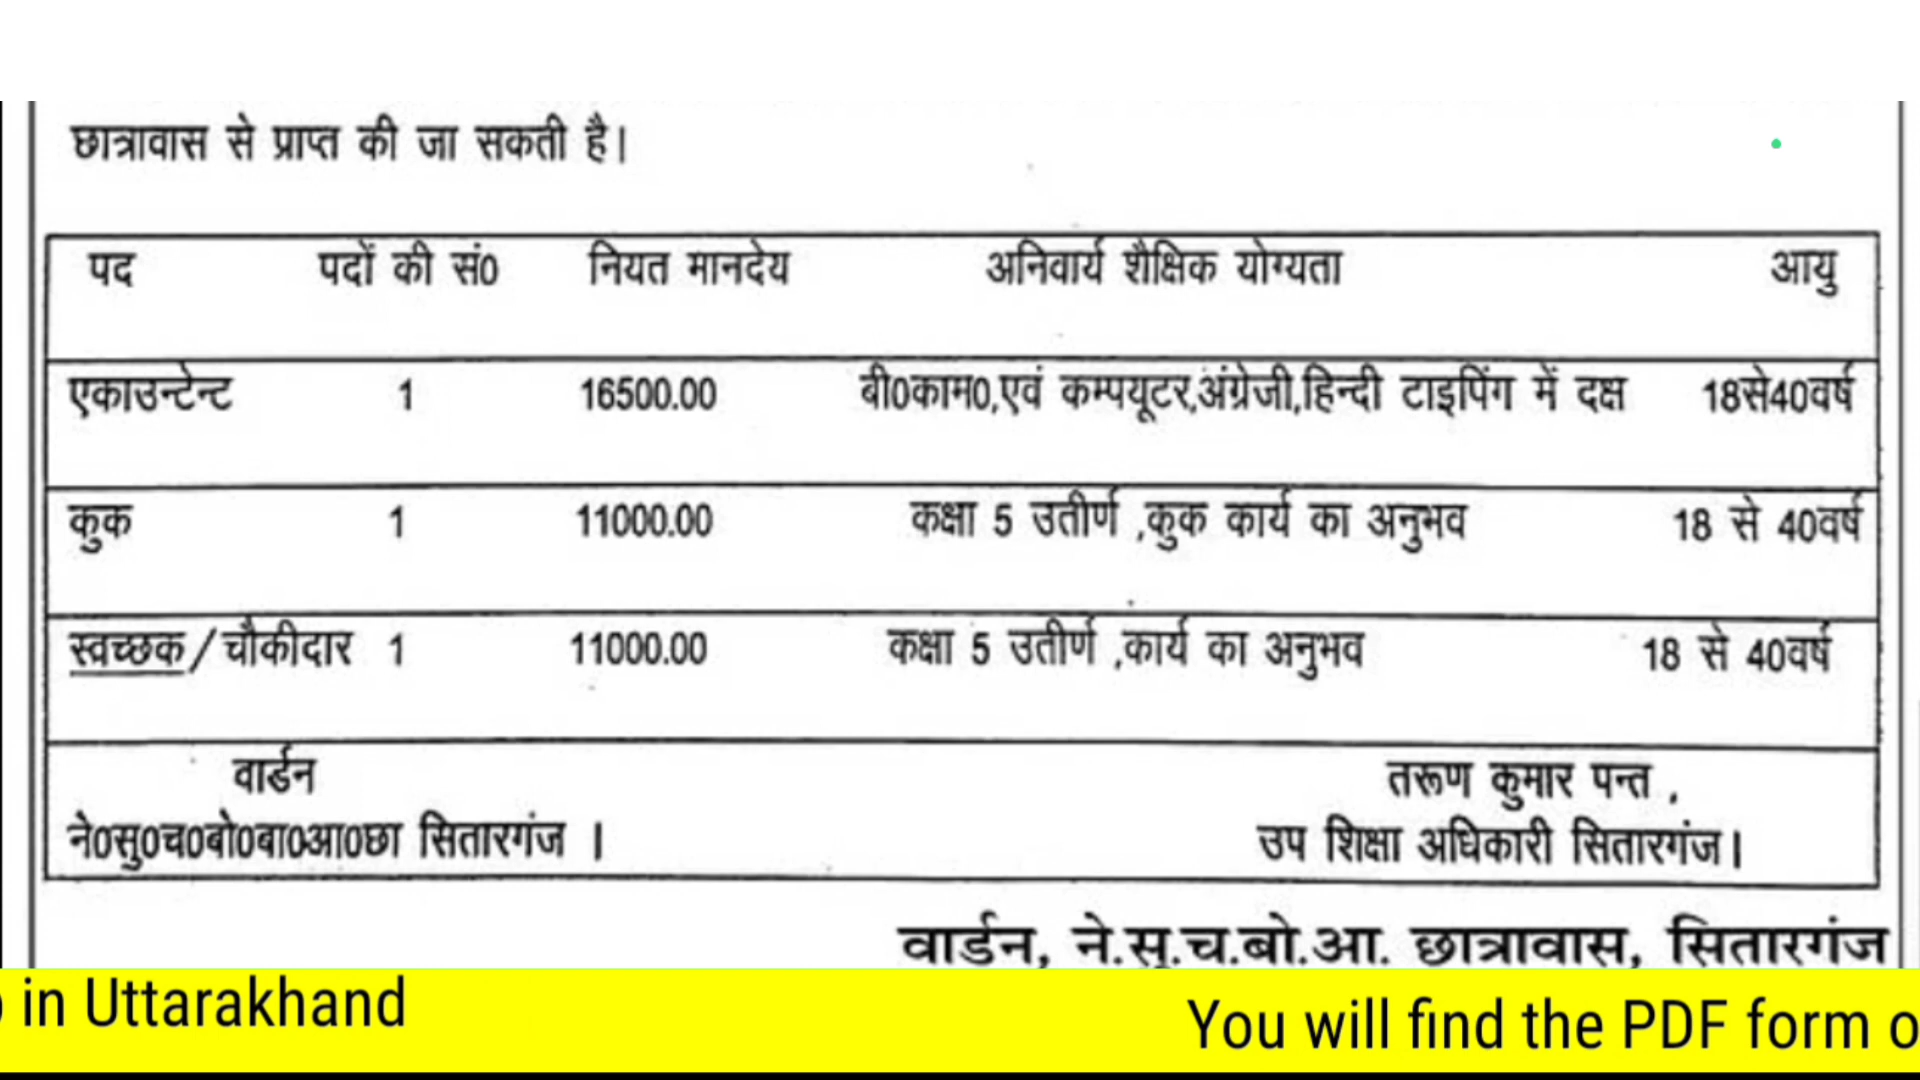 छात्रावास से प्राप्त की जा सकती है।
पद पदों की सं0 नियत मानदेय अनिवार्य शैक्षिक योग्यता आयु
एकाउन्टेन्ट 1 16500.00 बी0काम0,एवं कम्पयूटर,अंग्रेजी,हिन्दी टाइपिंग में दक्ष 18से40वर्ष
कुक 1 11000.00 कक्षा 5 उतीर्ण ,कुक कार्य का अनुभव 18 से 40वर्ष
स्वच्छक/चौकीदार 1 11000.00 कक्षा 5 उतीर्ण ,कार्य का अनुभव 18 से 40वर्ष
वार्डन तरूण कुमार पन्त ,
ने0सु0च0बो0बा0आ0छा सितारगंज । उप शिक्षा अधिकारी सितारगंज।
वार्डन, ने.सु.च.बो.आ. छात्रावास, सितारगंज
in Uttarakhand You will find the PDF form